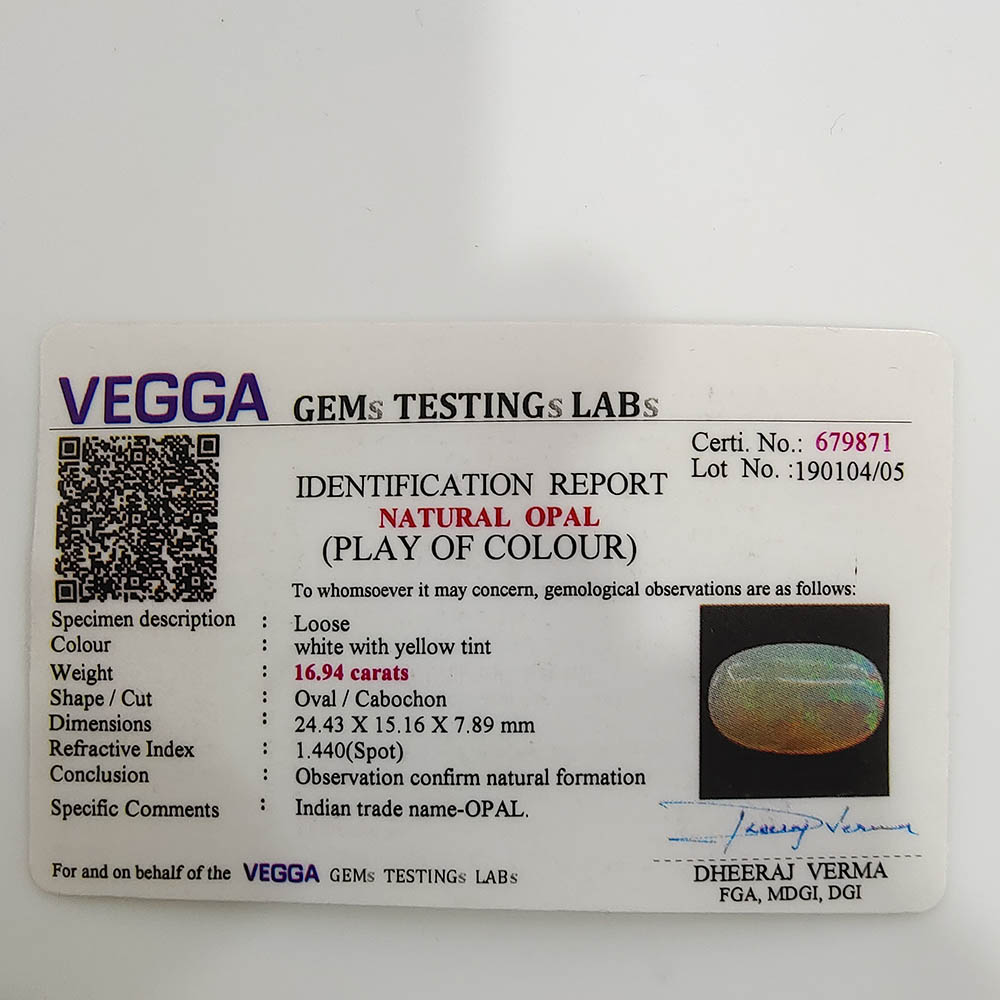 VEGGA GEMs TESTINGs LABs
Certi. No.: 679871
Lot No. :190104/05
IDENTIFICATION REPORT
NATURAL OPAL
(PLAY OF COLOUR)
To whomsoever it may concern, gemological observations are as follows:
Specimen description : Loose
Colour : white with yellow tint
Weight : 16.94 carats
Shape / Cut : Oval / Cabochon
Dimensions : 24.43 X 15.16 X 7.89 mm
Refractive Index : 1.440(Spot)
Conclusion : Observation confirm natural formation
Specific Comments : Indian trade name-OPAL.
For and on behalf of the VEGGA GEMs TESTINGs LABs
DHEERAJ VERMA
FGA, MDGI, DGI